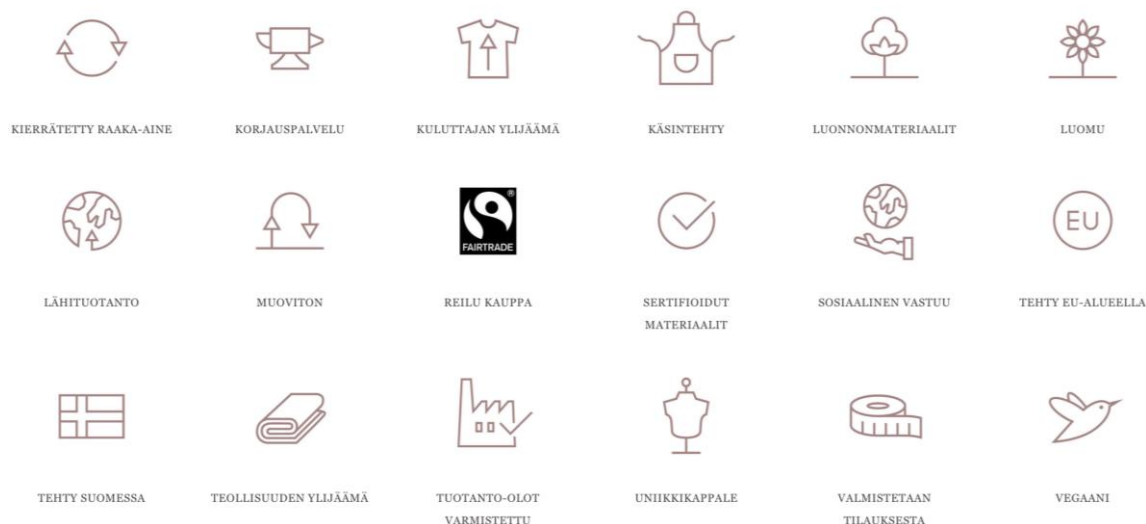 KIERRÄTETTY RAAKA-AINE
KORJAUSPALVELU
KULUTTAJAN YLIJÄÄMÄ
KÄSINTEHTY
LUONNONMATERIAALIT
LUOMU
FAIRTRADE
®
EU
LÄHITUOTANTO
MUOVITON
REILU KAUPPA
SERTIFIOIDUT
MATERIAALIT
SOSIAALINEN VASTUU
TEHTY EU-ALUEELLA
TEHTY SUOMESSA
TEOLLISUUDEN YLIJÄÄMÄ
TUOTANTO-OLOT
VARMISTETTU
UNIIKKIKAPPALE
VALMISTETAAN
TILAUKSESTA
VEGAANI